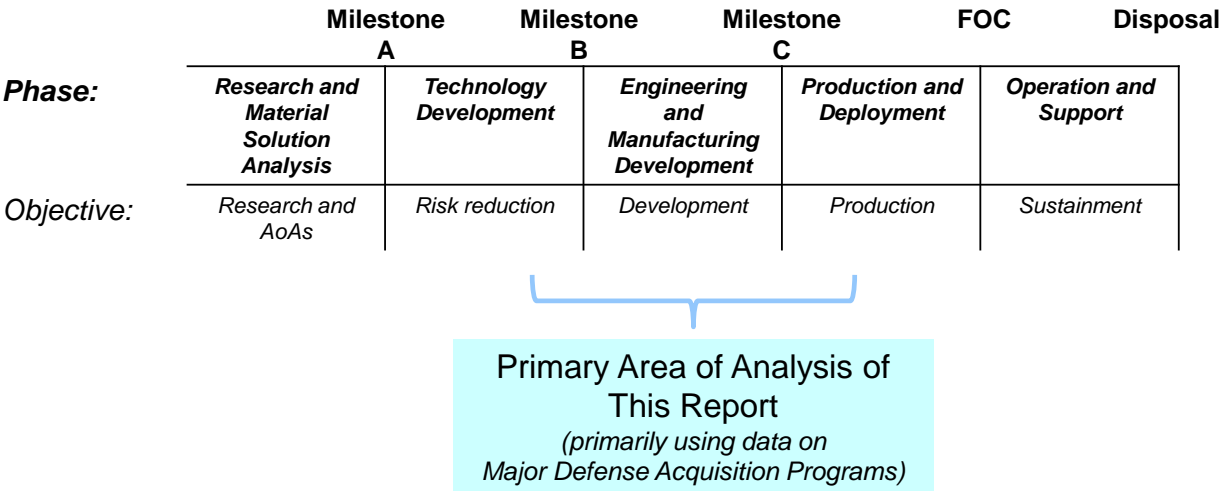 Milestone A
Milestone B
Milestone C
FOC
Disposal
Phase:
Research and
Material
Solution
Analysis
Technology
Development
Engineering
and
Manufacturing
Development
Production and
Deployment
Operation and
Support
Objective:
Research and
AoAs
Risk reduction
Development
Production
Sustainment
Primary Area of Analysis of
This Report
(primarily using data on
Major Defense Acquisition Programs)